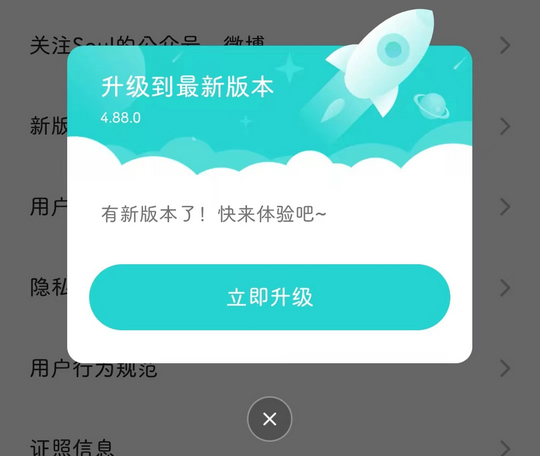 关注Soul的公众号、微博
升级到最新版本
4.88.0
新版
有新版本了！快来体验吧~
用户
隐私
立即升级
用户行为规范
证照信息